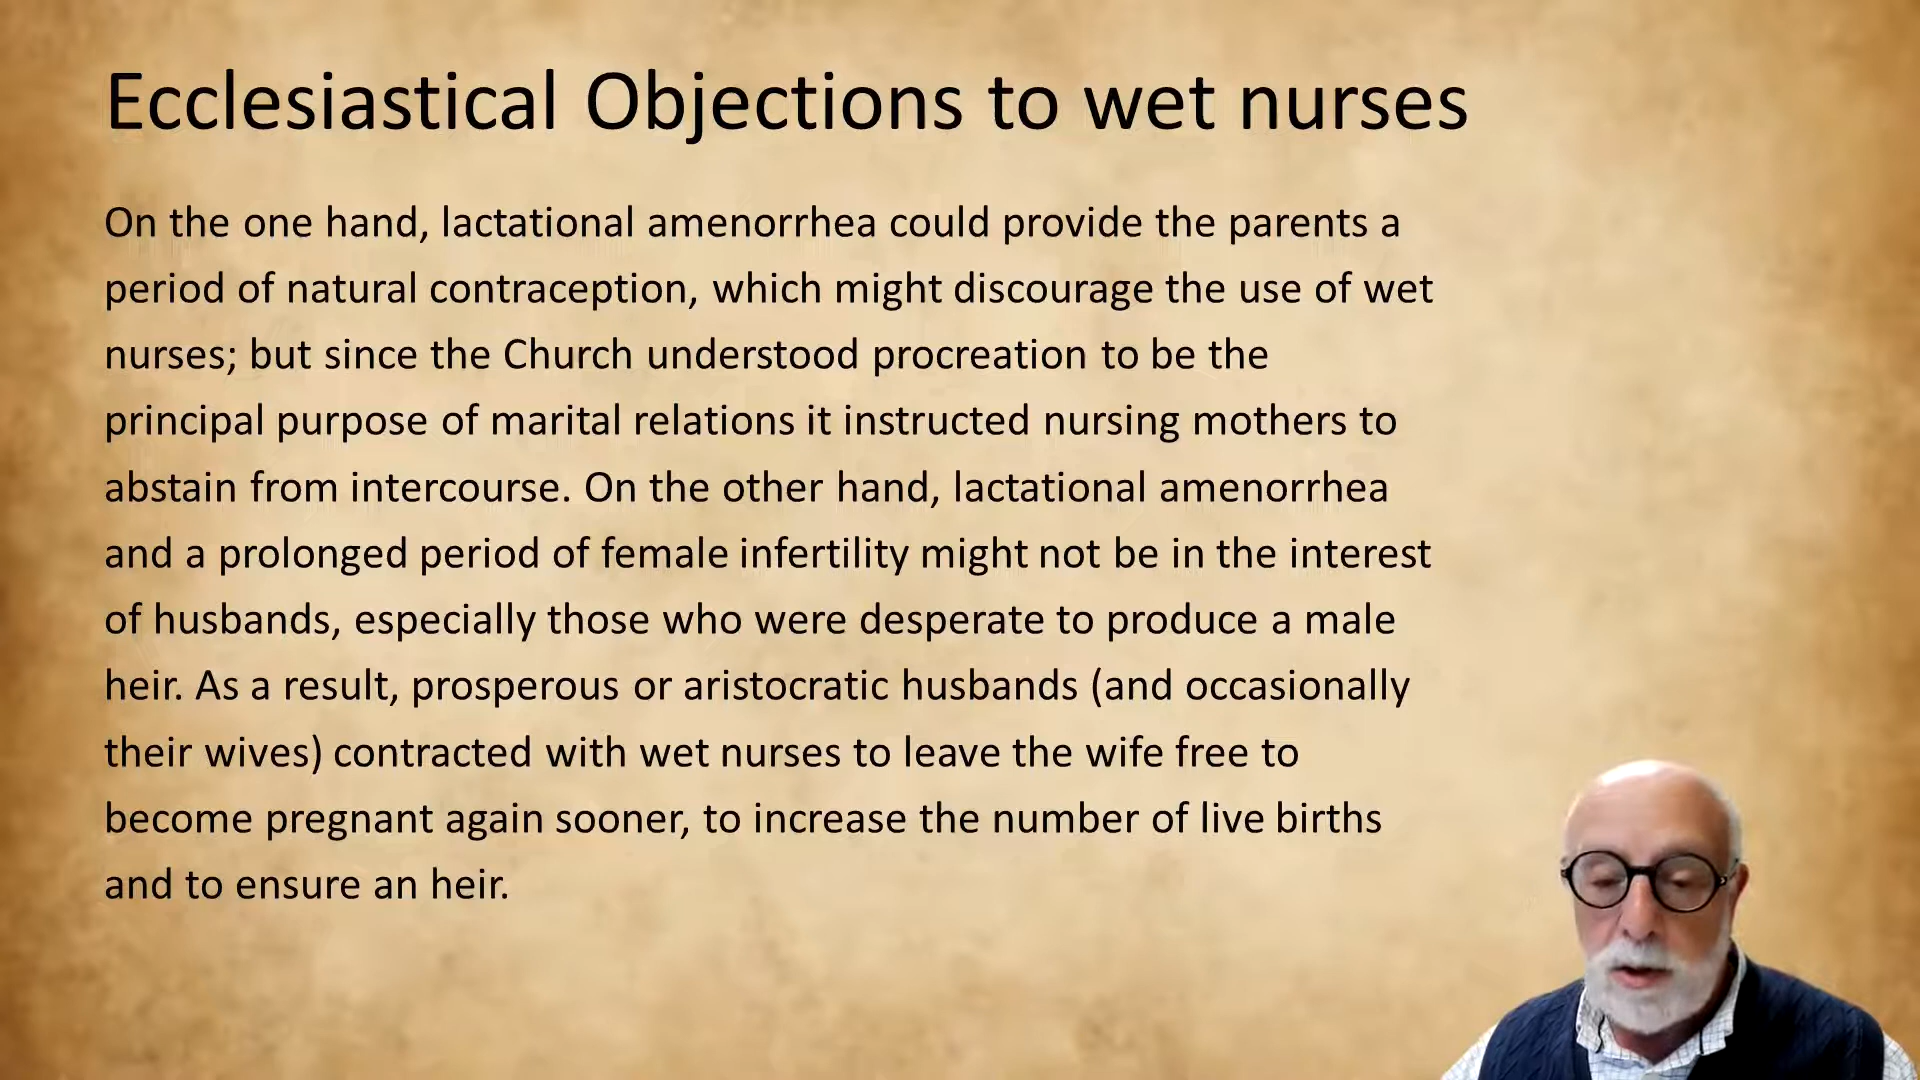 Ecclesiastical Objections to wet nurses
On the one hand, lactational amenorrhea could provide the parents a
period of natural contraception, which might discourage the use of wet
nurses; but since the Church understood procreation to be the
principal purpose of marital relations it instructed nursing mothers to
abstain from intercourse. On the other hand, lactational amenorrhea
and a prolonged period of female infertility might not be in the interest
of husbands, especially those who were desperate to produce a male
heir. As a result, prosperous or aristocratic husbands (and occasionally
their wives) contracted with wet nurses to leave the wife free to
become pregnant again sooner, to increase the number of live births
and to ensure an heir.